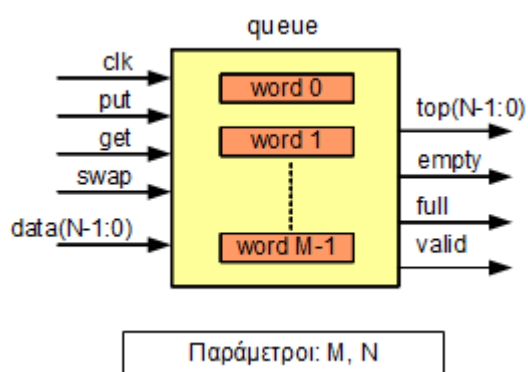 queue
clk
put
get
swap
data(N-1:0)
word 0
word 1
word M-1
top(N-1:0)
empty
full
valid
Παράμετροι: M, N